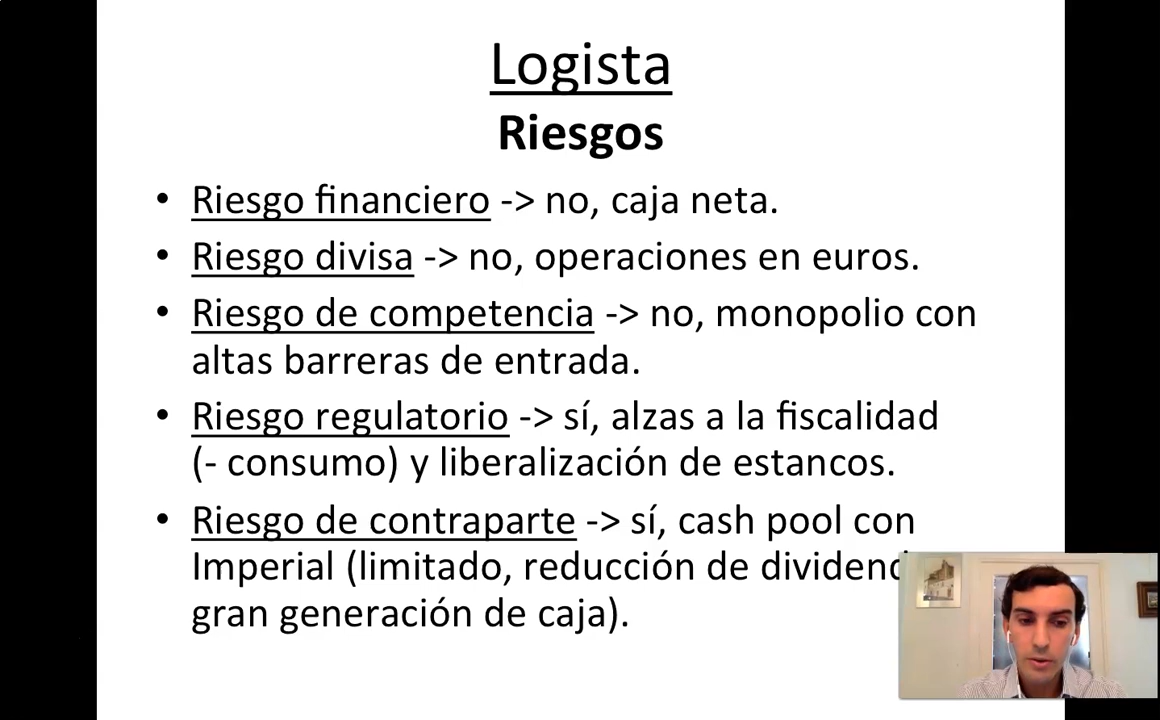 Logista
Riesgos
• Riesgo financiero -> no, caja neta.
• Riesgo divisa -> no, operaciones en euros.
• Riesgo de competencia -> no, monopolio con
altas barreras de entrada.
• Riesgo regulatorio -> sí, alzas a la fiscalidad
(- consumo) y liberalización de estancos.
• Riesgo de contraparte -> sí, cash pool con
Imperial (limitado, reducción de
gran generación de caja).